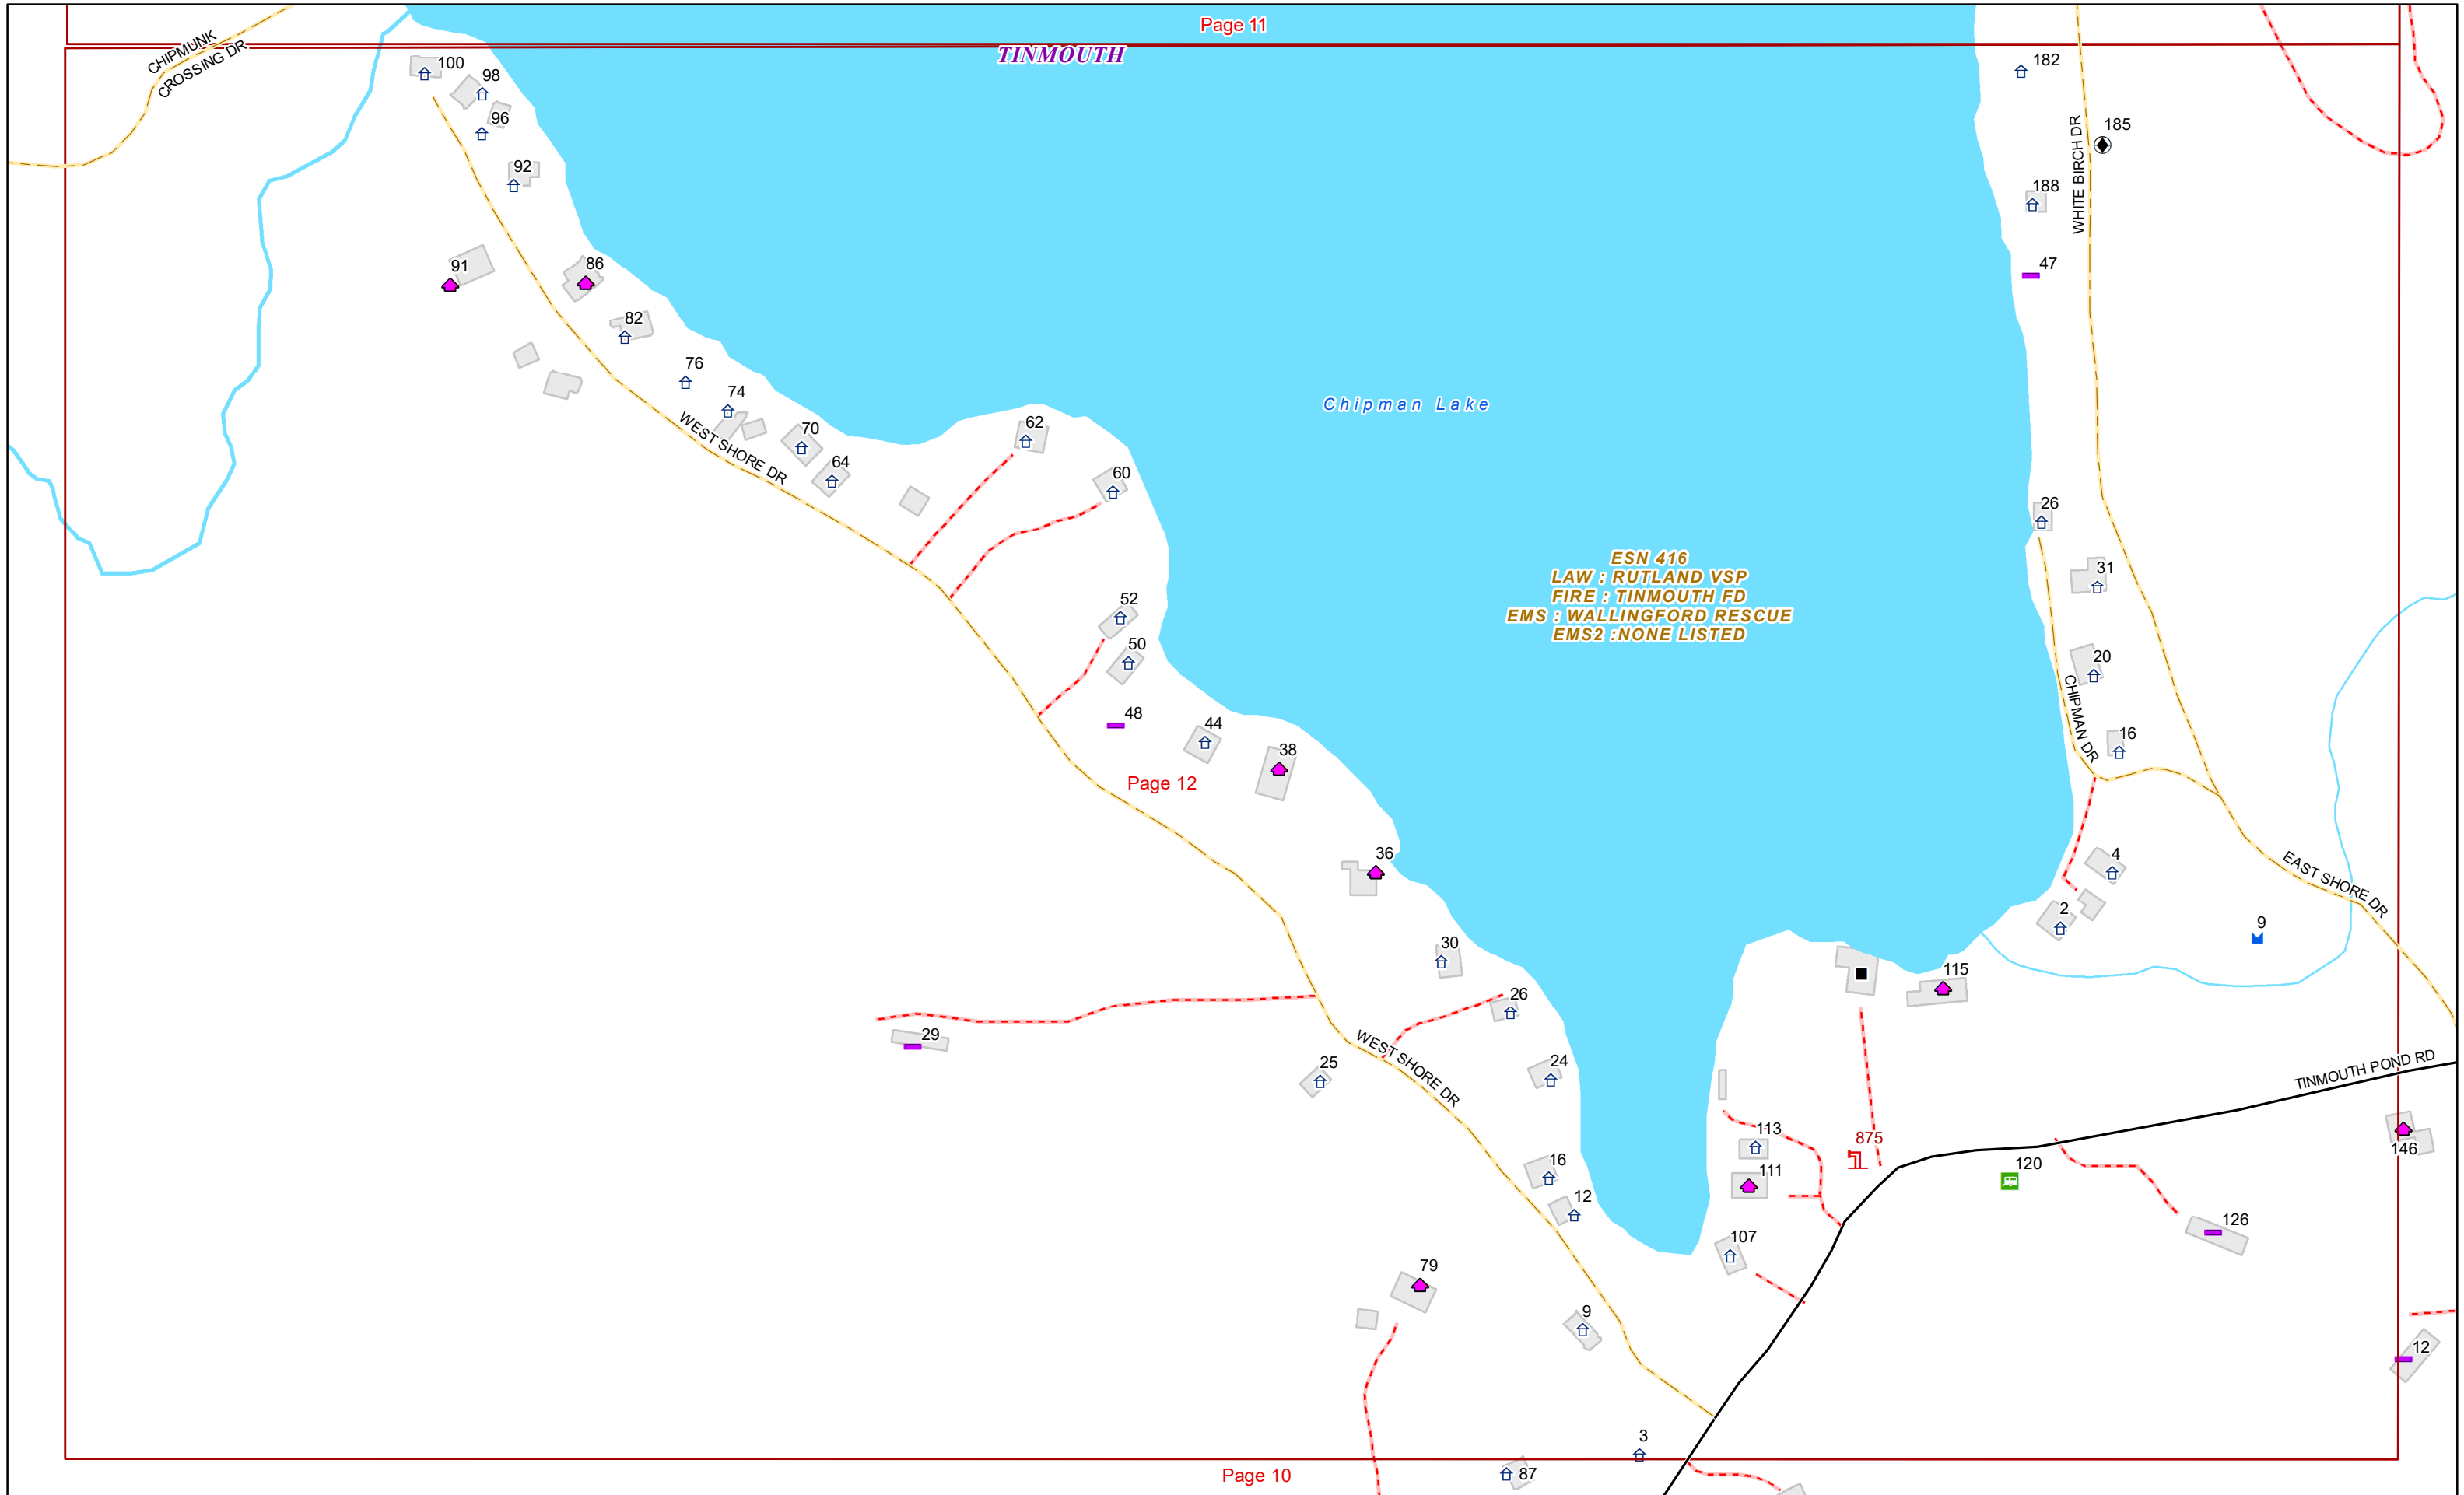 Page 11
TINMOUTH
CHIPMUNK
CROSSING DR
100
98
96
92
91
86
82
76
74
70
64
WEST SHORE DR
62
60
52
50
48
44
38
Page 12
36
30
26
29
25
24
WEST SHORE DR
16
12
79
9
3
87
Page 10
Chipman Lake
ESN 416
LAW : RUTLAND VSP
FIRE : TINMOUTH FD
EMS : WALLINGFORD RESCUE
EMS2 :NONE LISTED
182
185
WHITE BIRCH DR
188
47
26
31
20
CHIPMAN DR
16
4
2
EAST SHORE DR
9
115
TINMOUTH POND RD
113
875
111
120
146
107
126
12